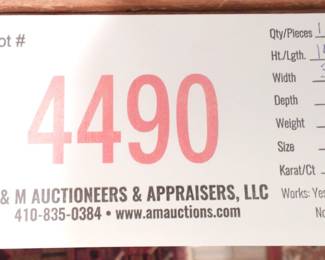 ot #
4490
& M AUCTIONEERS & APPRAISERS, LLC
410-835-0384 • www.amauctions.com
Qty/Pieces 1
Ht./Lgth.
Width
Depth
Weight
Size
Karat/Ct
Works: Yes
No